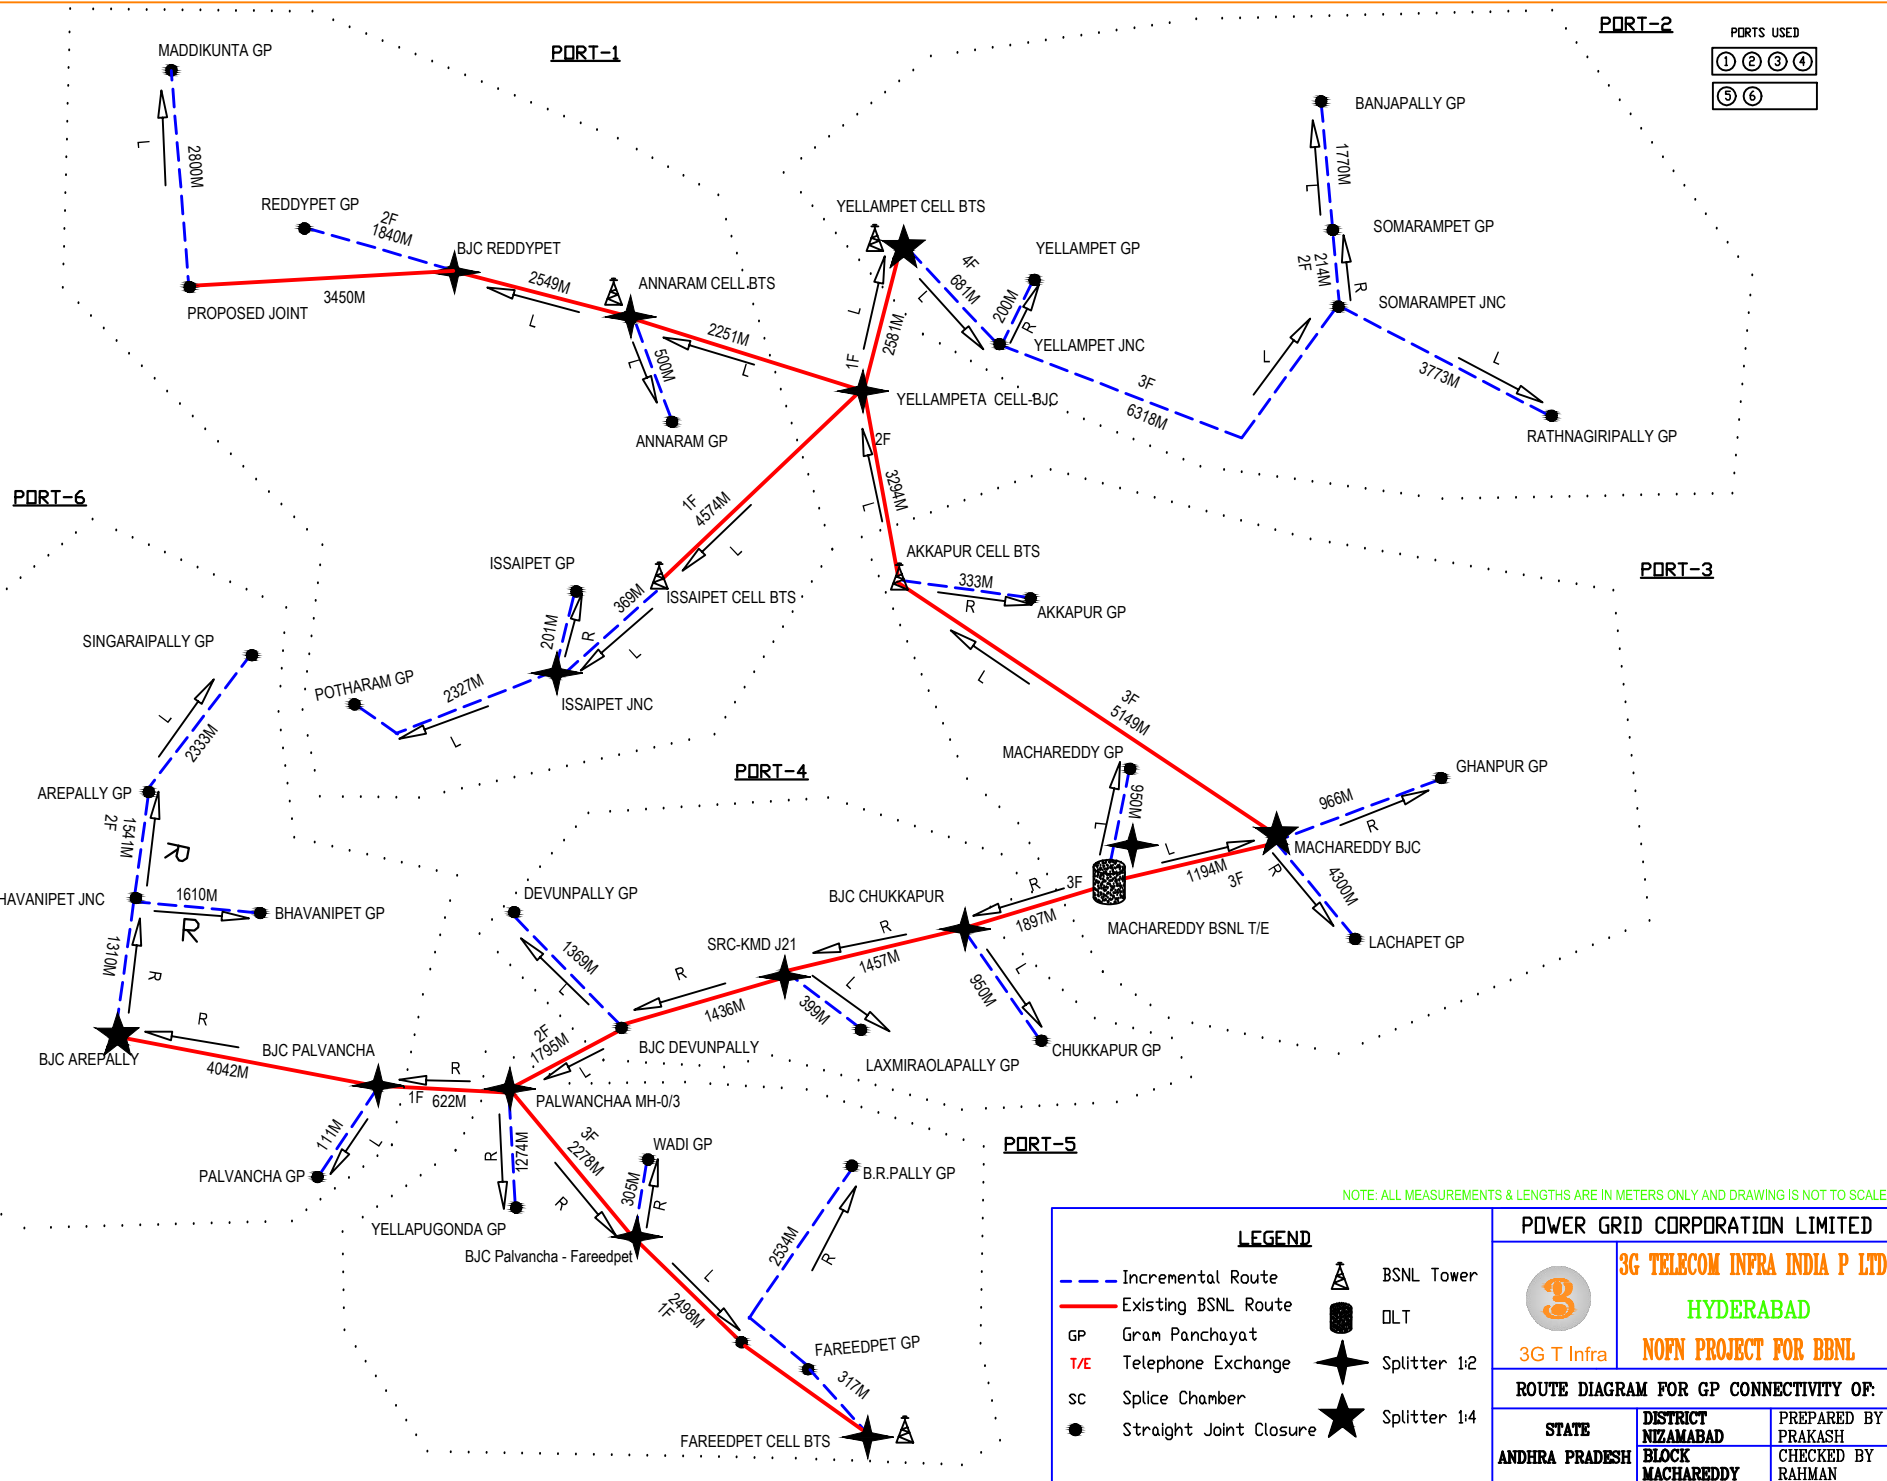 PORT-1
PORT-2
PORTS USED
1 2 3 4
5 6
MADDIKUNTA GP
L
2800M
REDDYPET GP
2F
1840M
BJC REDDYPET
PROPOSED JOINT
3450M
2549M
L
ANNARAM CELL BTS
2251M
L
500M
L
ANNARAM GP
YELLAMPET CELL BTS
L
1F
2581M
4F
681M
L
YELLAMPET GP
200M
R
YELLAMPET JNC
YELLAMPETA CELL-BJC
3F
6318M
L
BANJAPALLY GP
1770M
L
SOMARAMPET GP
2F
214M
R
SOMARAMPET JNC
L
3773M
RATHNAGIRIPALLY GP
2F
3294M
L
1F
4574M
L
PORT-6
PORT-3
AKKAPUR CELL BTS
333M
R
AKKAPUR GP
ISSAIPET GP
369M
ISSAIPET CELL BTS
201M
R
L
ISSAIPET JNC
POTHARAM GP
2327M
L
SINGARAIPALLY GP
L
2333M
AREPALLY GP
2F
1541M
R
HAVANIPET JNC
1610M
R
BHAVANIPET GP
1310M
R
L
3F
5149M
MACHAREDDY GP
950M
L
GHANPUR GP
966M
R
MACHAREDDY BJC
L
1194M
3F
R
4300M
LACHAPET GP
MACHAREDDY BSNL T/E
PORT-4
DEVUNPALLY GP
1369M
L
BJC CHUKKAPUR
R
3F
1897M
SRC-KMD J21
R
1457M
L
950M
CHUKKAPUR GP
R
1436M
L
399M
LAXMIRAOLAPALLY GP
BJC DEVUNPALLY
2F
1795M
L
BJC AREPALLY
R
4042M
BJC PALVANCHA
R
1F
622M
PALWANCHAA MH-0/3
111M
L
PALVANCHA GP
R
1274M
YELLAPUGONDA GP
3F
2278M
R
WADI GP
305M
R
BJC Palvancha - Fareedpet
PORT-5
B.R.PALLY GP
2534M
R
L
2498M
1F
FAREEDPET GP
317M
FAREEDPET CELL BTS
NOTE: ALL MEASUREMENTS & LENGTHS ARE IN METERS ONLY AND DRAWING IS NOT TO SCALE
LEGEND
Incremental Route
Existing BSNL Route
GP Gram Panchayat
T/E Telephone Exchange
SC Splice Chamber
Straight Joint Closure
BSNL Tower
OLT
Splitter 1:2
Splitter 1:4
POWER GRID CORPORATION LIMITED
3
3G T Infra
3G TELECOM INFRA INDIA P LTD
HYDERABAD
NOFN PROJECT FOR BBNL
ROUTE DIAGRAM FOR GP CONNECTIVITY OF:
STATE
ANDHRA PRADESH
DISTRICT
NIZAMABAD
BLOCK
MACHAREDDY
PREPARED BY
PRAKASH
CHECKED BY
RAHMAN